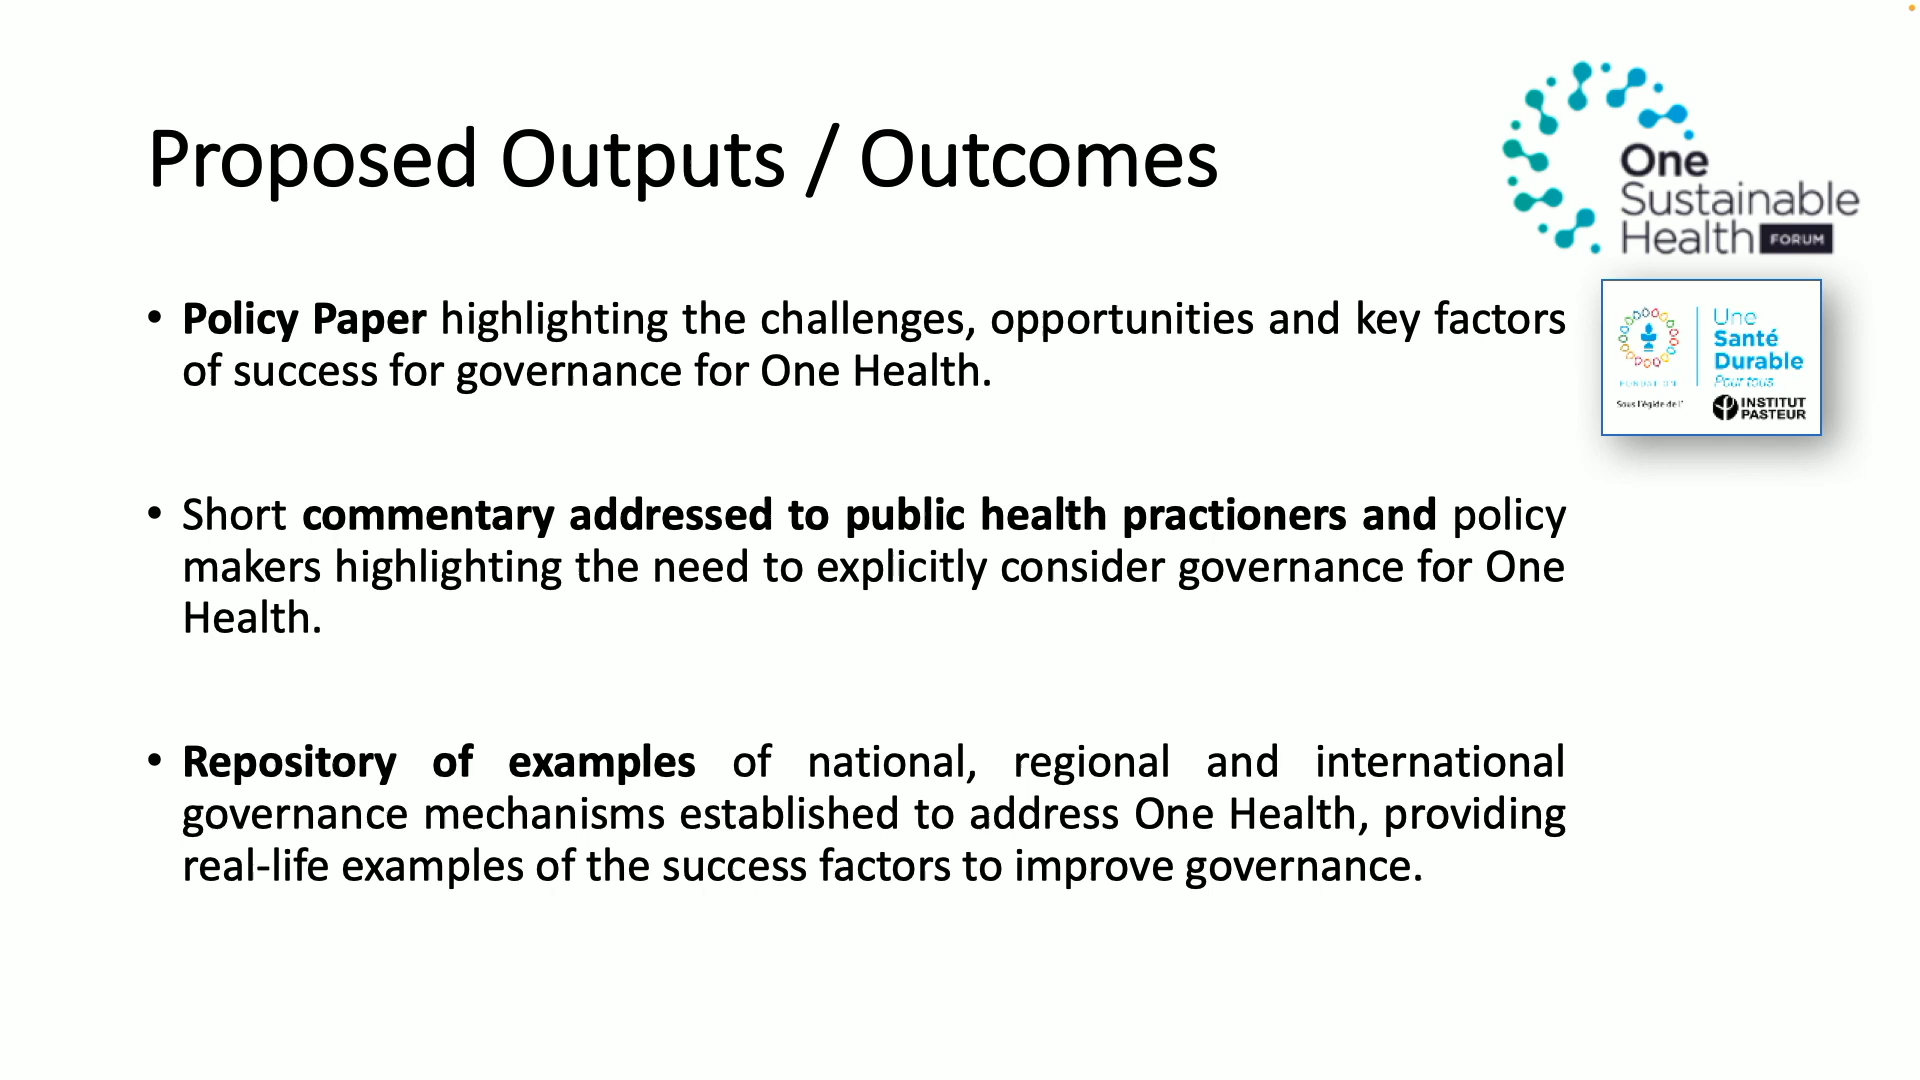 Proposed Outputs / Outcomes
One
Sustainable
Health FORUM
• Policy Paper highlighting the challenges, opportunities and key factors
of success for governance for One Health.
Une
Santé
Durable
Pour tous
FONDATION
Sous l'égide de l'
INSTITUT
PASTEUR
• Short commentary addressed to public health practioners and policy
makers highlighting the need to explicitly consider governance for One
Health.
• Repository of examples of national, regional and international
governance mechanisms established to address One Health, providing
real-life examples of the success factors to improve governance.